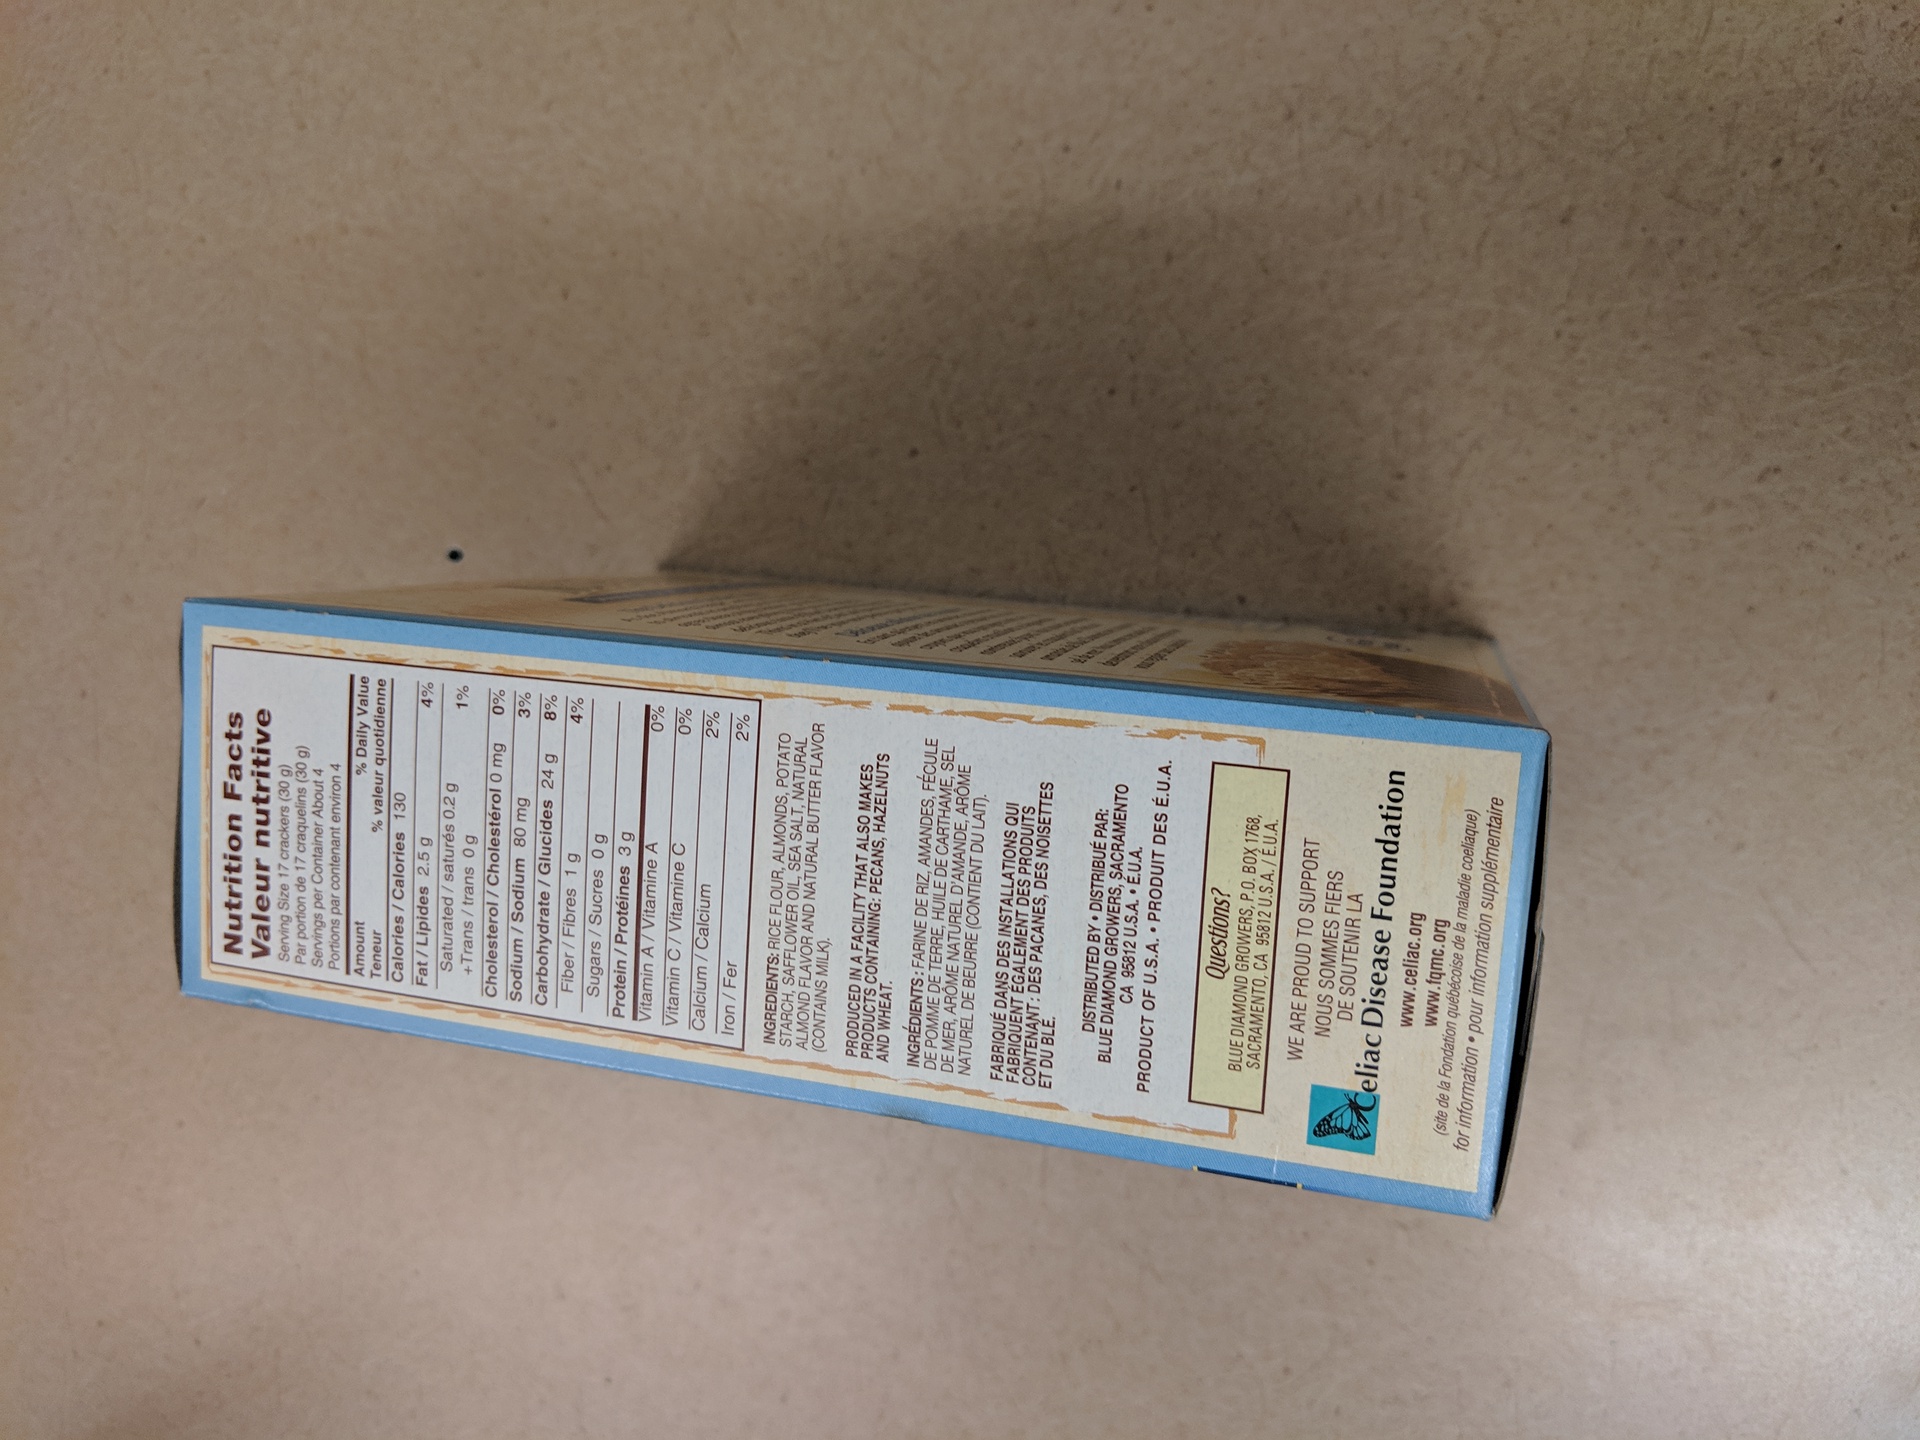 Nutrition Facts
Valeur nutritive
Serving Size 17 crackers (30 g)
Par portion de 17 craquelins (30 g)
Servings per Container About 4
Portions par contenant environ 4
Amount % Daily Value
Teneur % valeur quotidienne
Calories / Calories 130
Fat / Lipides 2.5 g 4%
Saturated / saturés 0.2 g
+Trans / trans 0 g 1%
Cholesterol / Cholestérol 0 mg 0%
Sodium / Sodium 80 mg 3%
Carbohydrate / Glucides 24 g 8%
Fiber / Fibres 1 g 4%
Sugars / Sucres 0 g
Protein / Protéines 3 g
Vitamin A / Vitamine A 0%
Vitamin C / Vitamine C 0%
Calcium / Calcium 2%
Iron / Fer 2%
INGREDIENTS: RICE FLOUR, ALMONDS, POTATO
STARCH, SAFFLOWER OIL, SEA SALT, NATURAL
ALMOND FLAVOR AND NATURAL BUTTER FLAVOR
(CONTAINS MILK).
PRODUCED IN A FACILITY THAT ALSO MAKES
PRODUCTS CONTAINING: PECANS, HAZELNUTS
AND WHEAT.
INGRÉDIENTS : FARINE DE RIZ, AMANDES, FÉCULE
DE POMME DE TERRE, HUILE DE CARTHAME, SEL
DE MER, ARÔME NATUREL D'AMANDE, ARÔME
NATUREL DE BEURRE (CONTIENT DU LAIT).
FABRIQUÉ DANS DES INSTALLATIONS QUI
FABRIQUENT ÉGALEMENT DES PRODUITS
CONTENANT : DES PACANES, DES NOISETTES
ET DU BLÉ.
DISTRIBUTED BY • DISTRIBUÉ PAR:
BLUE DIAMOND GROWERS, SACRAMENTO
CA 95812 U.S.A. • É.U.A.
PRODUCT OF U.S.A. • PRODUIT DES É.U.A.
Questions?
BLUE DIAMOND GROWERS, P.O. BOX 1768,
SACRAMENTO, CA 95812 U.S.A. / É.U.A.
WE ARE PROUD TO SUPPORT
NOUS SOMMES FIERS
DE SOUTENIR LA
Celiac Disease Foundation
www.celiac.org
www.fqmc.org
(site de la Fondation québécoise de la maladie coeliaque)
for information • pour information supplémentaire